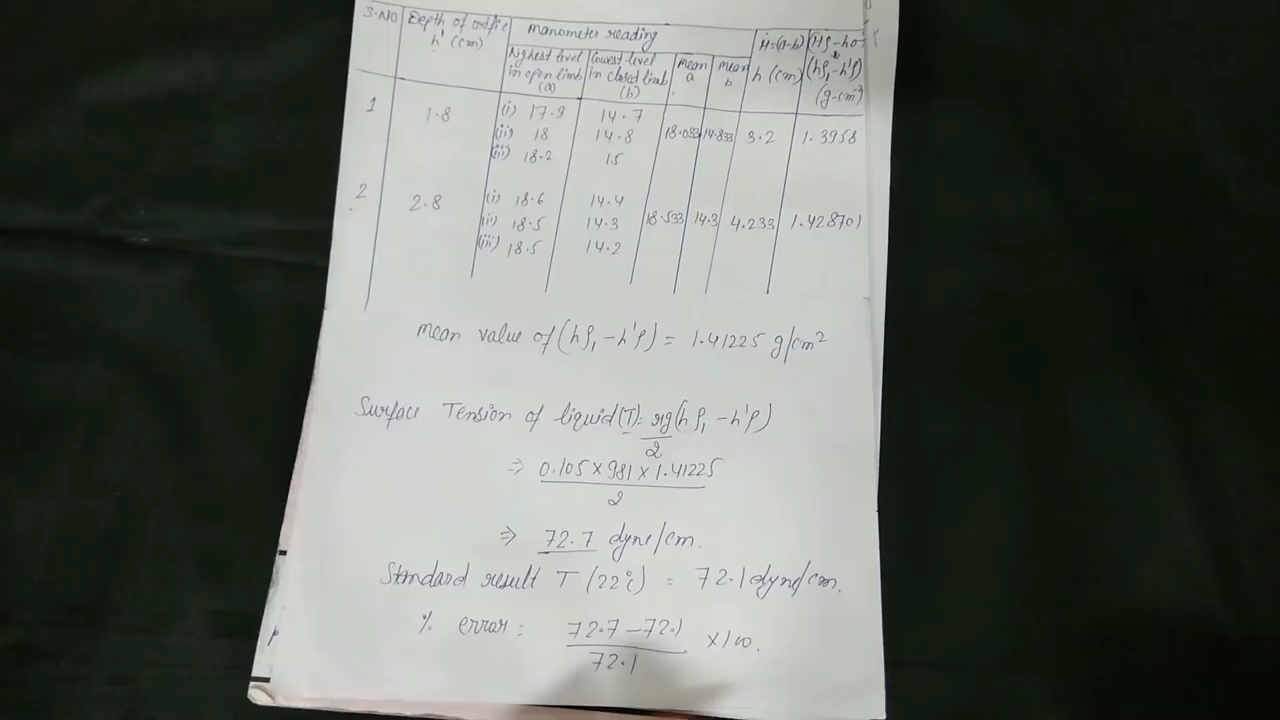 S.NO Depth of orifice h' (cm) manometer reading H=(a-b) h (cm) (hρ₁-h'ρ) (g-cm²)
highest level in open limb (a) Lowest level in closed limb (b) mean a mean b
1 1.8 (i) 17.9 14.7
(ii) 18 14.8 18.033 14.833 3.2 1.3958
(iii) 18.2 15
2 2.8 (i) 18.6 14.4
(ii) 18.5 14.3 18.533 14.3 4.233 1.428701
(iii) 18.5 14.2
mean value of (hρ₁-h'ρ) = 1.41225 g/cm²
Surface Tension of liquid (T) = rg(hρ₁-h'ρ)
2
⇒ 0.105 × 981 × 1.41225
2
⇒ 72.7 dyne/cm.
Standard result T (22°c) = 72.1 dyne/cm.
% error: 72.7-72.1 ×100.
72.1